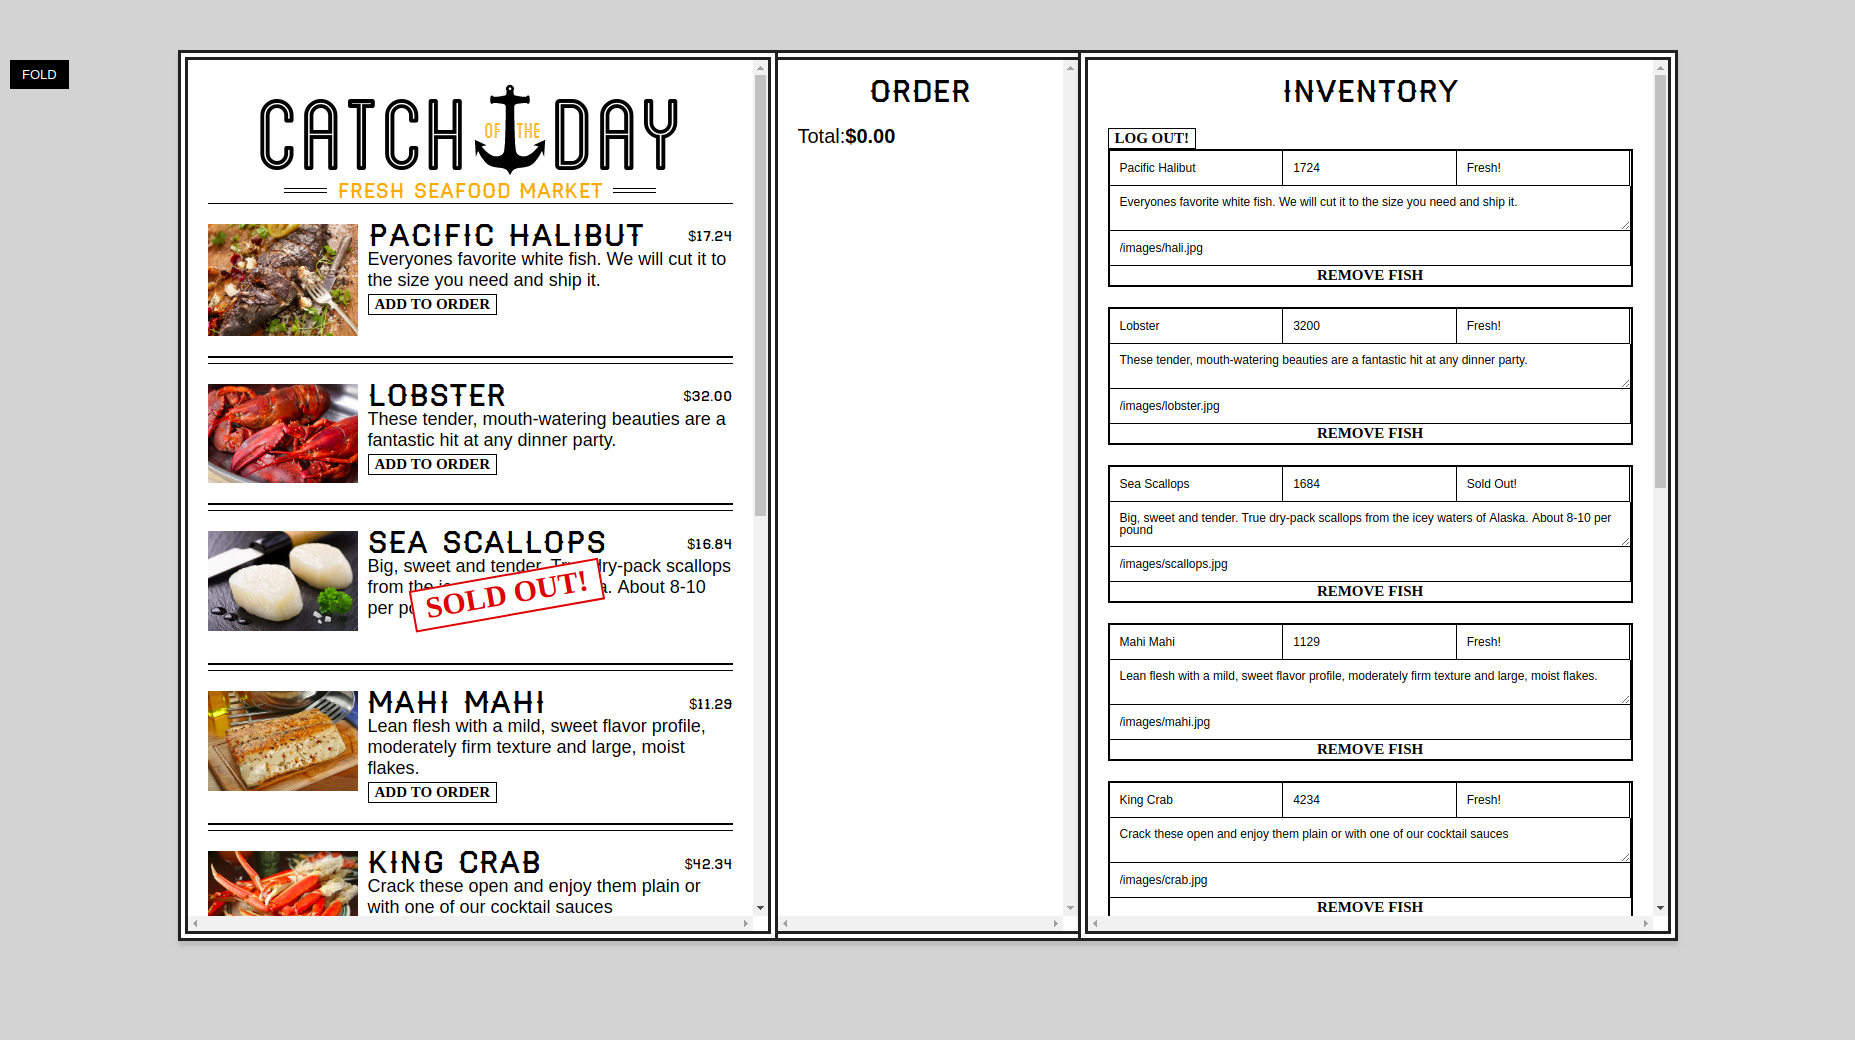 FOLD
CATCH OF THE DAY
FRESH SEAFOOD MARKET
PACIFIC HALIBUT $17.24
Everyones favorite white fish. We will cut it to
the size you need and ship it.
ADD TO ORDER
LOBSTER $32.00
These tender, mouth-watering beauties are a
fantastic hit at any dinner party.
ADD TO ORDER
SEA SCALLOPS $16.84
Big, sweet and tender. True dry-pack scallops
from the a. About 8-10
per
SOLD OUT!
MAHI MAHI $11.29
Lean flesh with a mild, sweet flavor profile,
moderately firm texture and large, moist
flakes.
ADD TO ORDER
KING CRAB $42.34
Crack these open and enjoy them plain or
with one of our cocktail sauces
ORDER
Total:$0.00
INVENTORY
LOG OUT!
Pacific Halibut 1724 Fresh!
Everyones favorite white fish. We will cut it to the size you need and ship it.
/images/hali.jpg
REMOVE FISH
Lobster 3200 Fresh!
These tender, mouth-watering beauties are a fantastic hit at any dinner party.
/images/lobster.jpg
REMOVE FISH
Sea Scallops 1684 Sold Out!
Big, sweet and tender. True dry-pack scallops from the icey waters of Alaska. About 8-10 per
pound
/images/scallops.jpg
REMOVE FISH
Mahi Mahi 1129 Fresh!
Lean flesh with a mild, sweet flavor profile, moderately firm texture and large, moist flakes.
/images/mahi.jpg
REMOVE FISH
King Crab 4234 Fresh!
Crack these open and enjoy them plain or with one of our cocktail sauces
/images/crab.jpg
REMOVE FISH